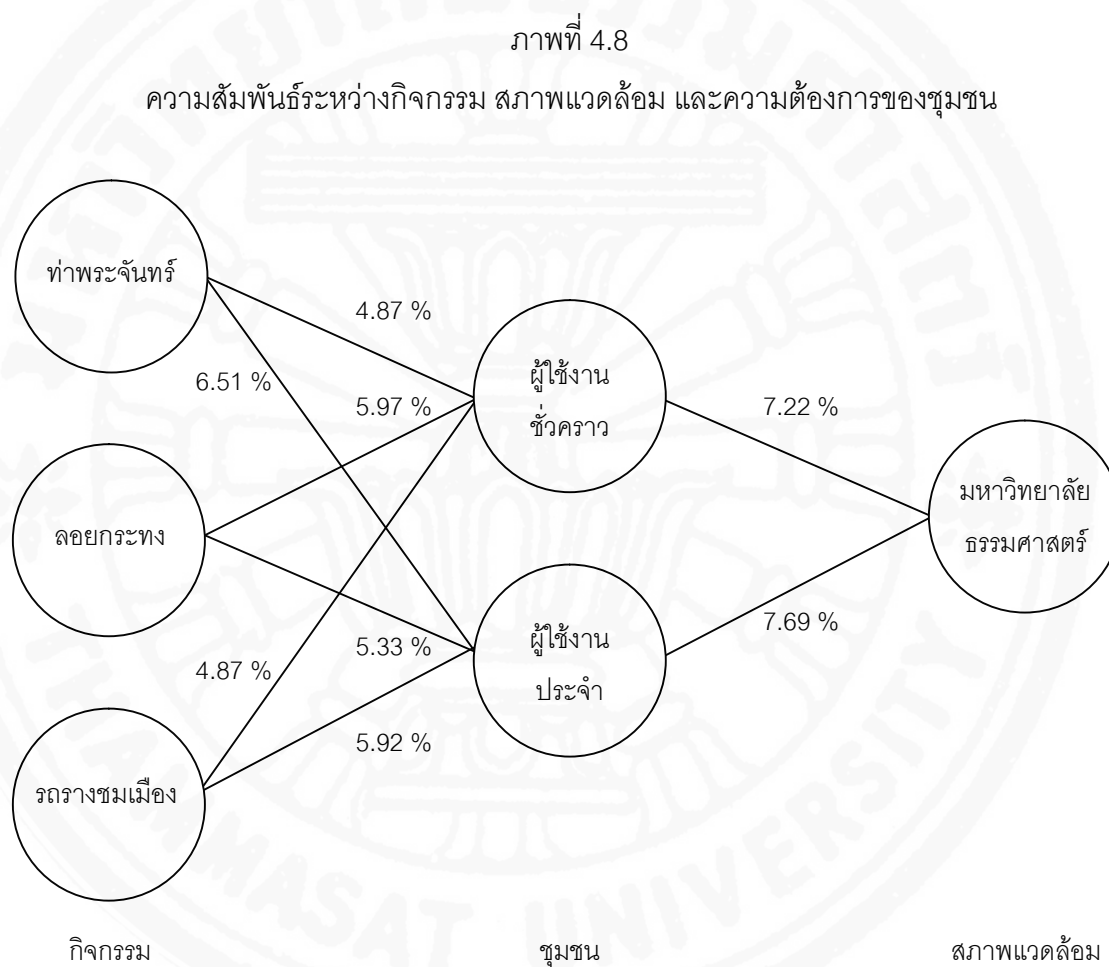 ภาพที่ 4.8
ความสัมพันธ์ระหว่างกิจกรรม สภาพแวดล้อม และความต้องการของชุมชน
ท่าพระจันทร์
4.87 %
ผู้ใช้งาน
ชั่วคราว
6.51 %
5.97 %
7.22 %
มหาวิทยาลัย
ธรรมศาสตร์
ลอยกระทง
ผู้ใช้งาน
ประจำ
5.33 %
4.87 %
7.69 %
5.92 %
รถรางชมเมือง
กิจกรรม
ชุมชน
สภาพแวดล้อม
THAMMASAT UNIVERSITY